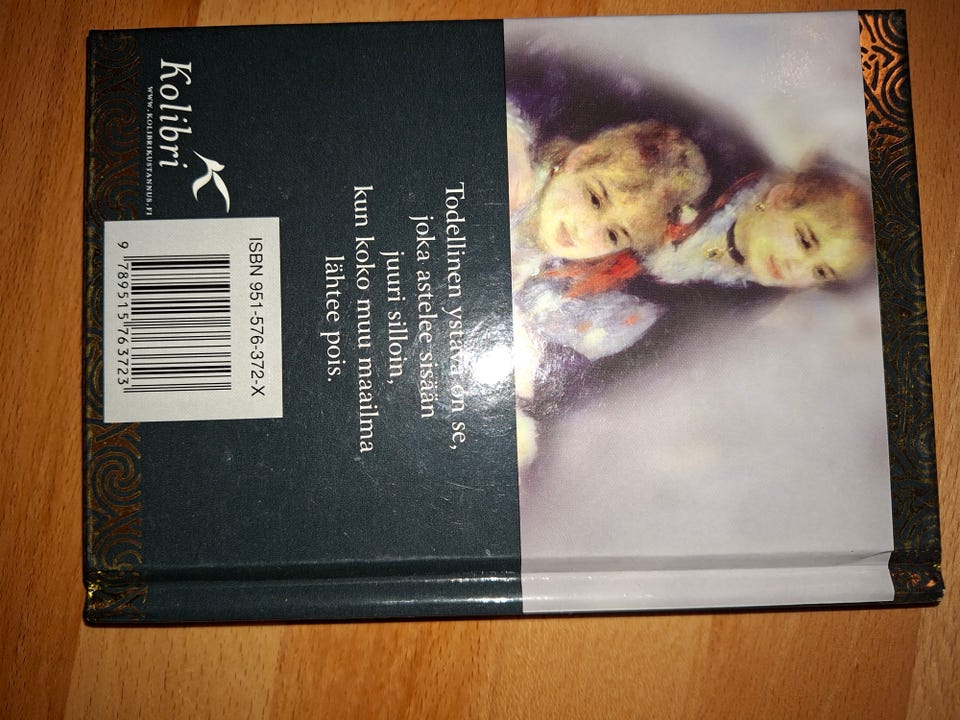 Todellinen ystävä on se,
joka astelee sisään
juuri silloin,
kun koko muu maailma
lähtee pois.
Kolibri
WWW.KOLIBRIKUSTANNUS.FI
ISBN 951-576-372-X
9 789515 763723